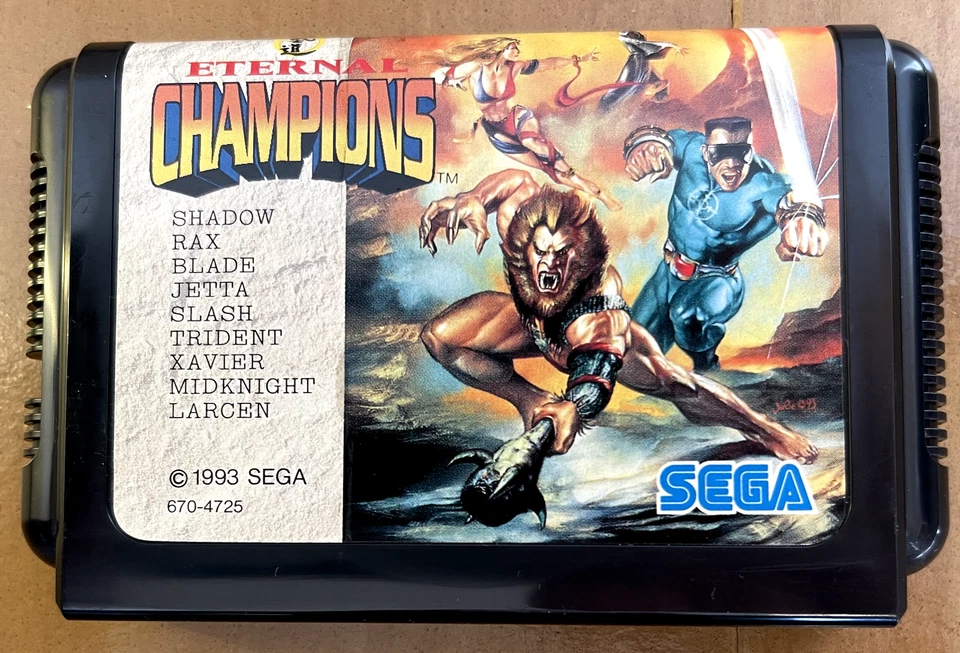 ETERNAL
CHAMPIONS
TM
SHADOW
RAX
BLADE
JETTA
SLASH
TRIDENT
XAVIER
MIDKNIGHT
LARCEN
© 1993 SEGA
670-4725
SEGA